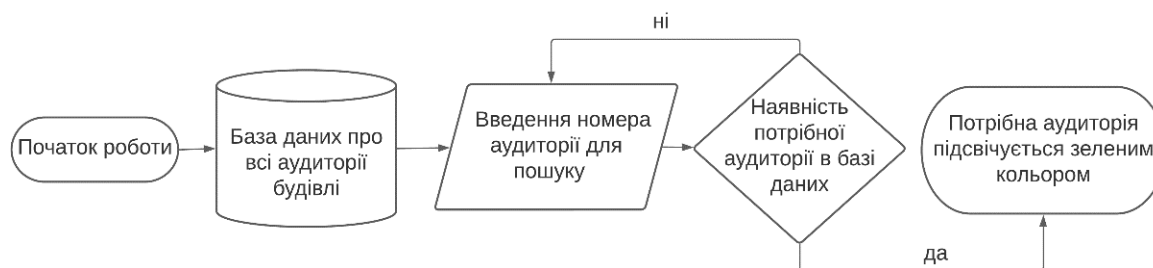 ні
Початок роботи
База даних про
всі аудиторії
будівлі
Введення номера
аудиторії для
пошуку
Наявність
потрібної
аудиторії в базі
даних
Потрібна аудиторія
підсвічується зеленим
кольором
да